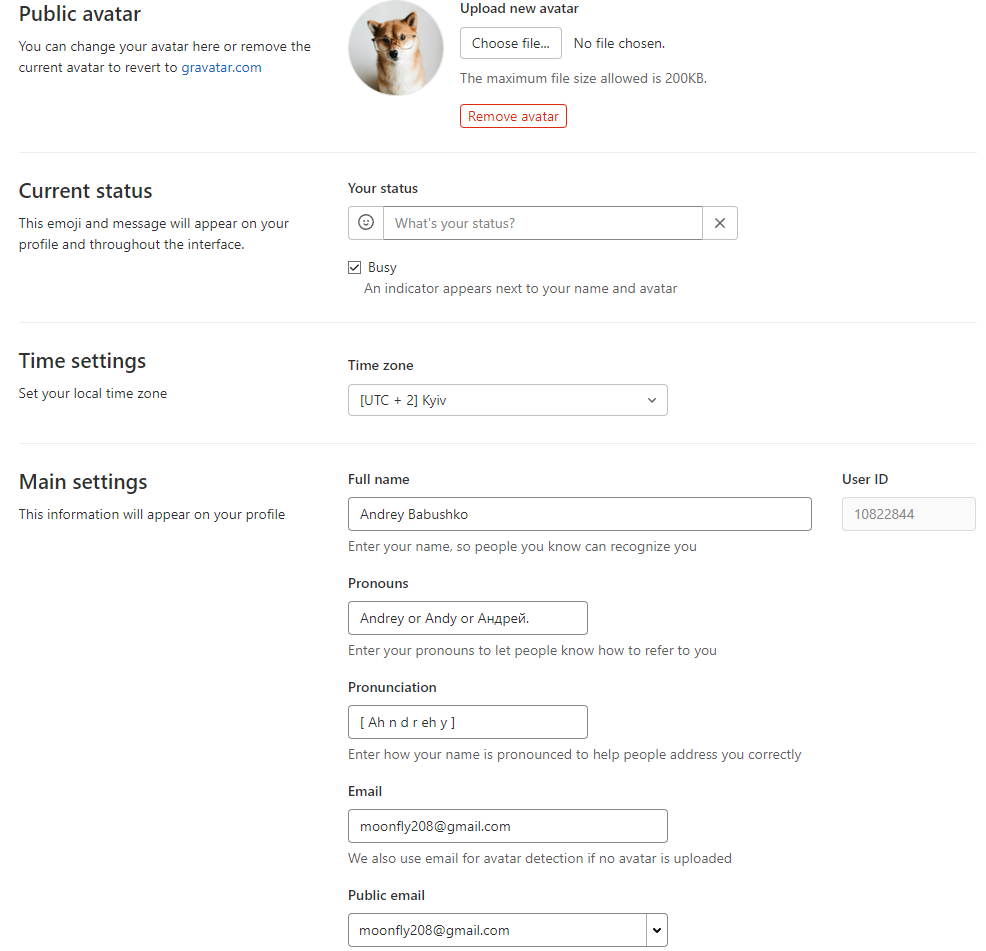 Public avatar
You can change your avatar here or remove the
current avatar to revert to gravatar.com
Upload new avatar
Choose file... No file chosen.
The maximum file size allowed is 200KB.
Remove avatar
Current status
This emoji and message will appear on your
profile and throughout the interface.
Your status
What's your status?
Busy
An indicator appears next to your name and avatar
Time settings
Set your local time zone
Time zone
[UTC + 2] Kyiv
Main settings
This information will appear on your profile
Full name
Andrey Babushko
Enter your name, so people you know can recognize you
User ID
10822844
Pronouns
Andrey or Andy or Андрей.
Enter your pronouns to let people know how to refer to you
Pronunciation
[ Ah n d r eh y ]
Enter how your name is pronounced to help people address you correctly
Email
moonfly208@gmail.com
We also use email for avatar detection if no avatar is uploaded
Public email
moonfly208@gmail.com